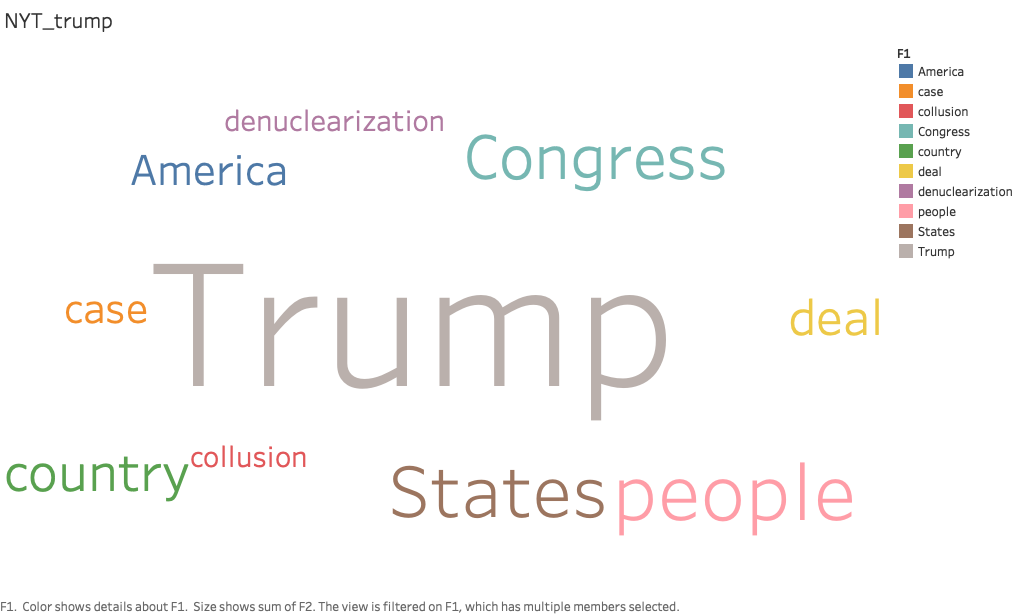 NYT_trump
denuclearization
America
Congress
case
Trump
deal
country
collusion
States
people
F1
America
case
collusion
Congress
country
deal
denuclearization
people
States
Trump
F1.  Color shows details about F1.  Size shows sum of F2. The view is filtered on F1, which has multiple members selected.